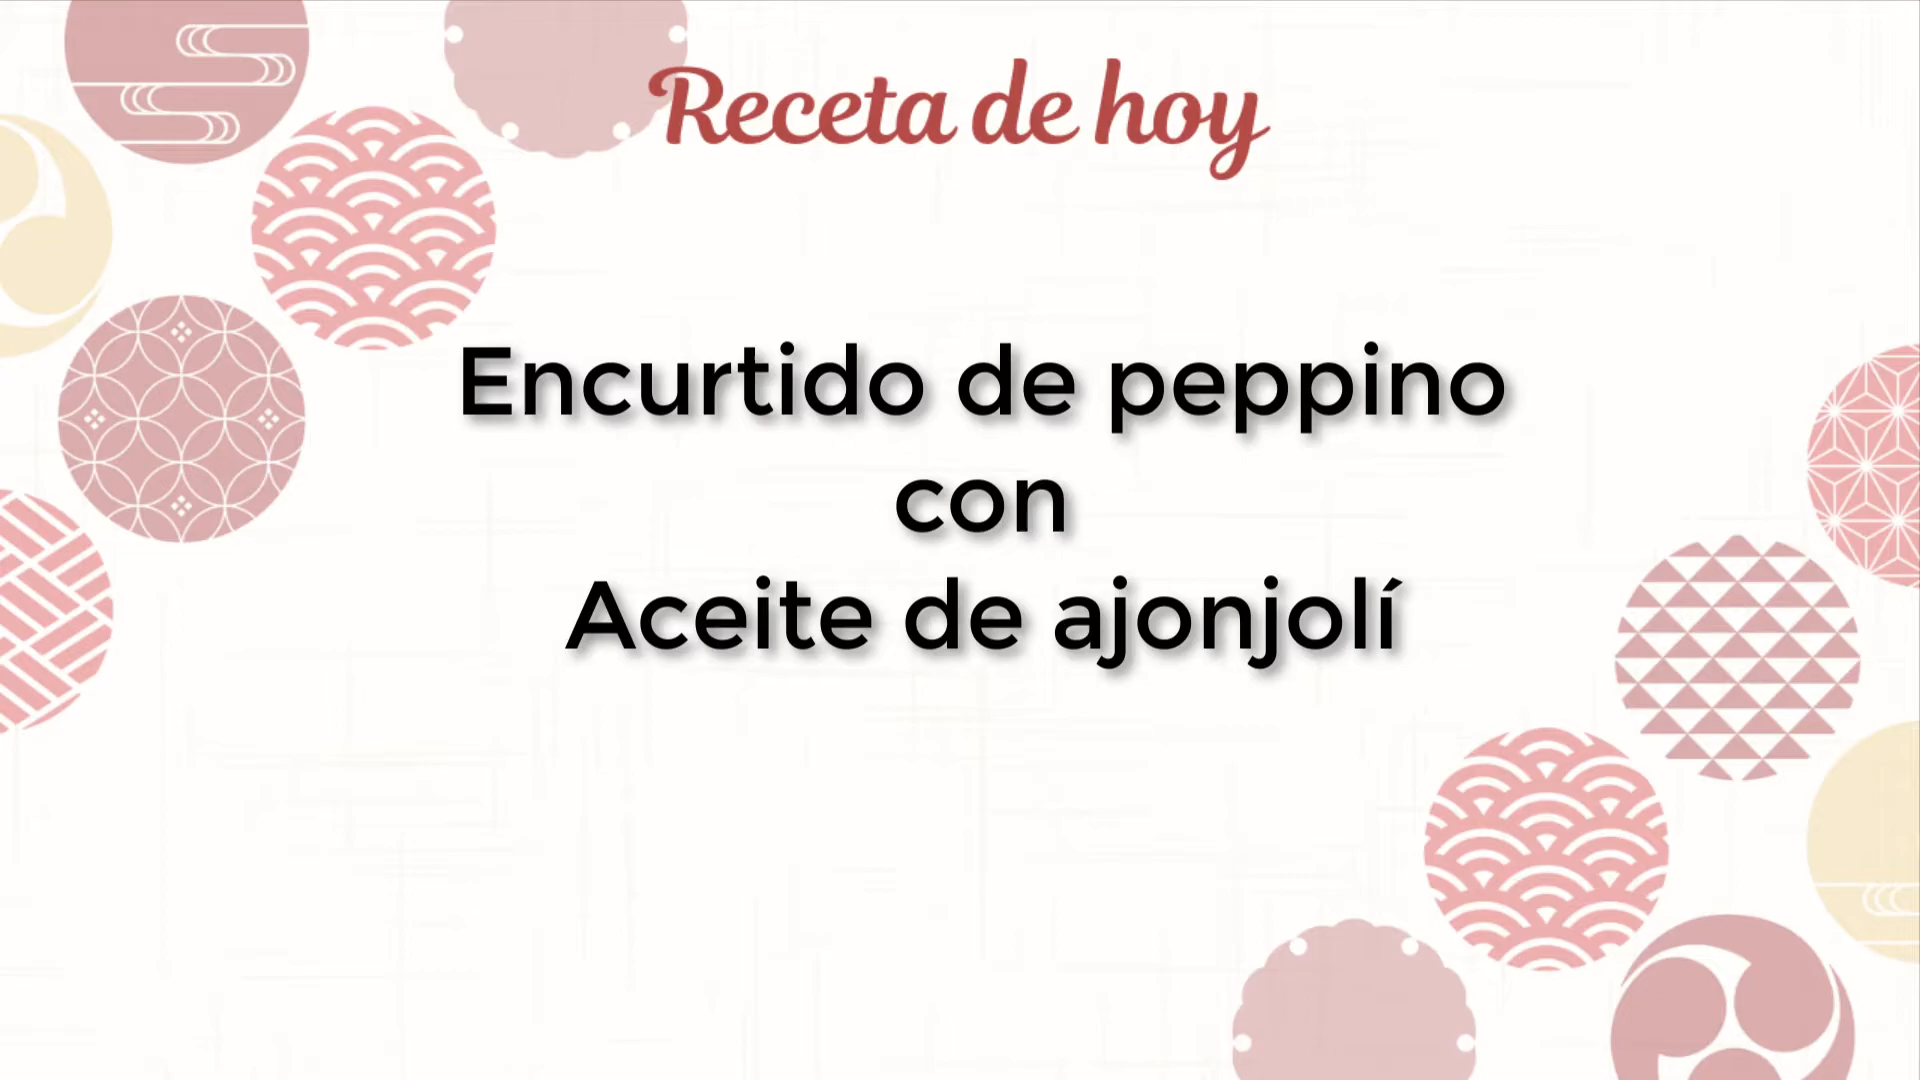 Receta de hoy
Encurtido de peppino
con
Aceite de ajonjolí